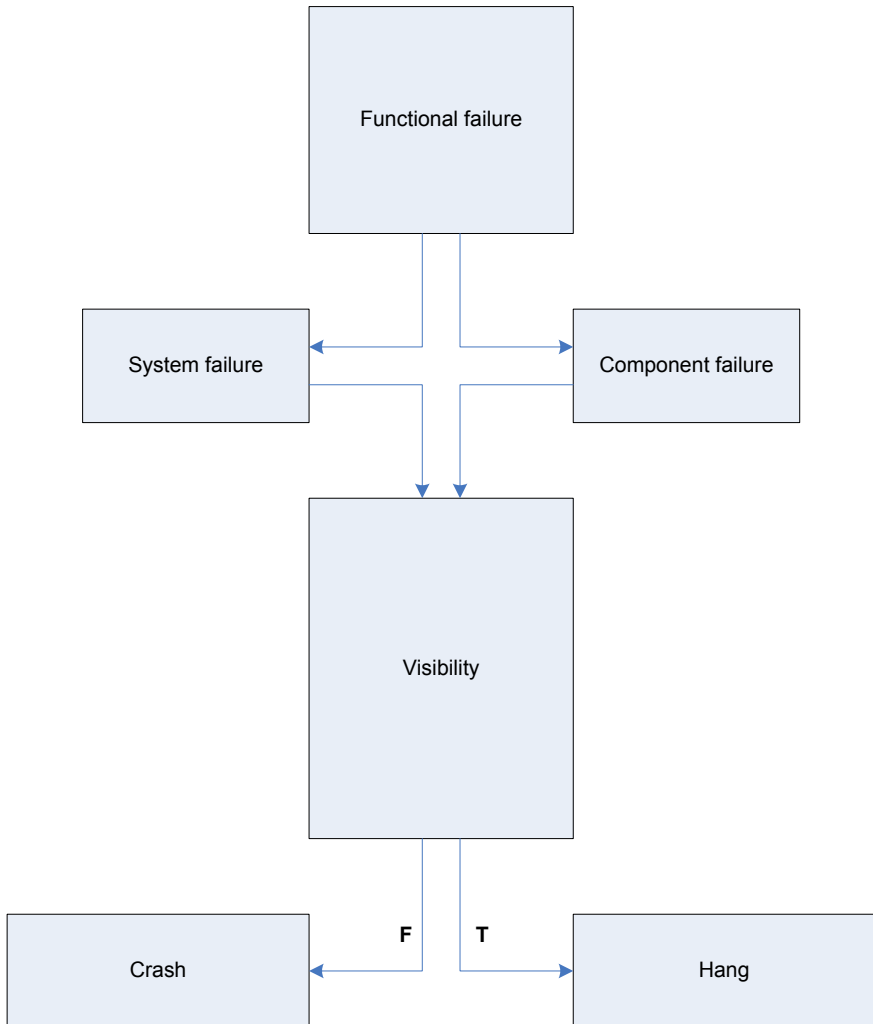 Functional failure
System failure
Component failure
Visibility
F
T
Crash
Hang